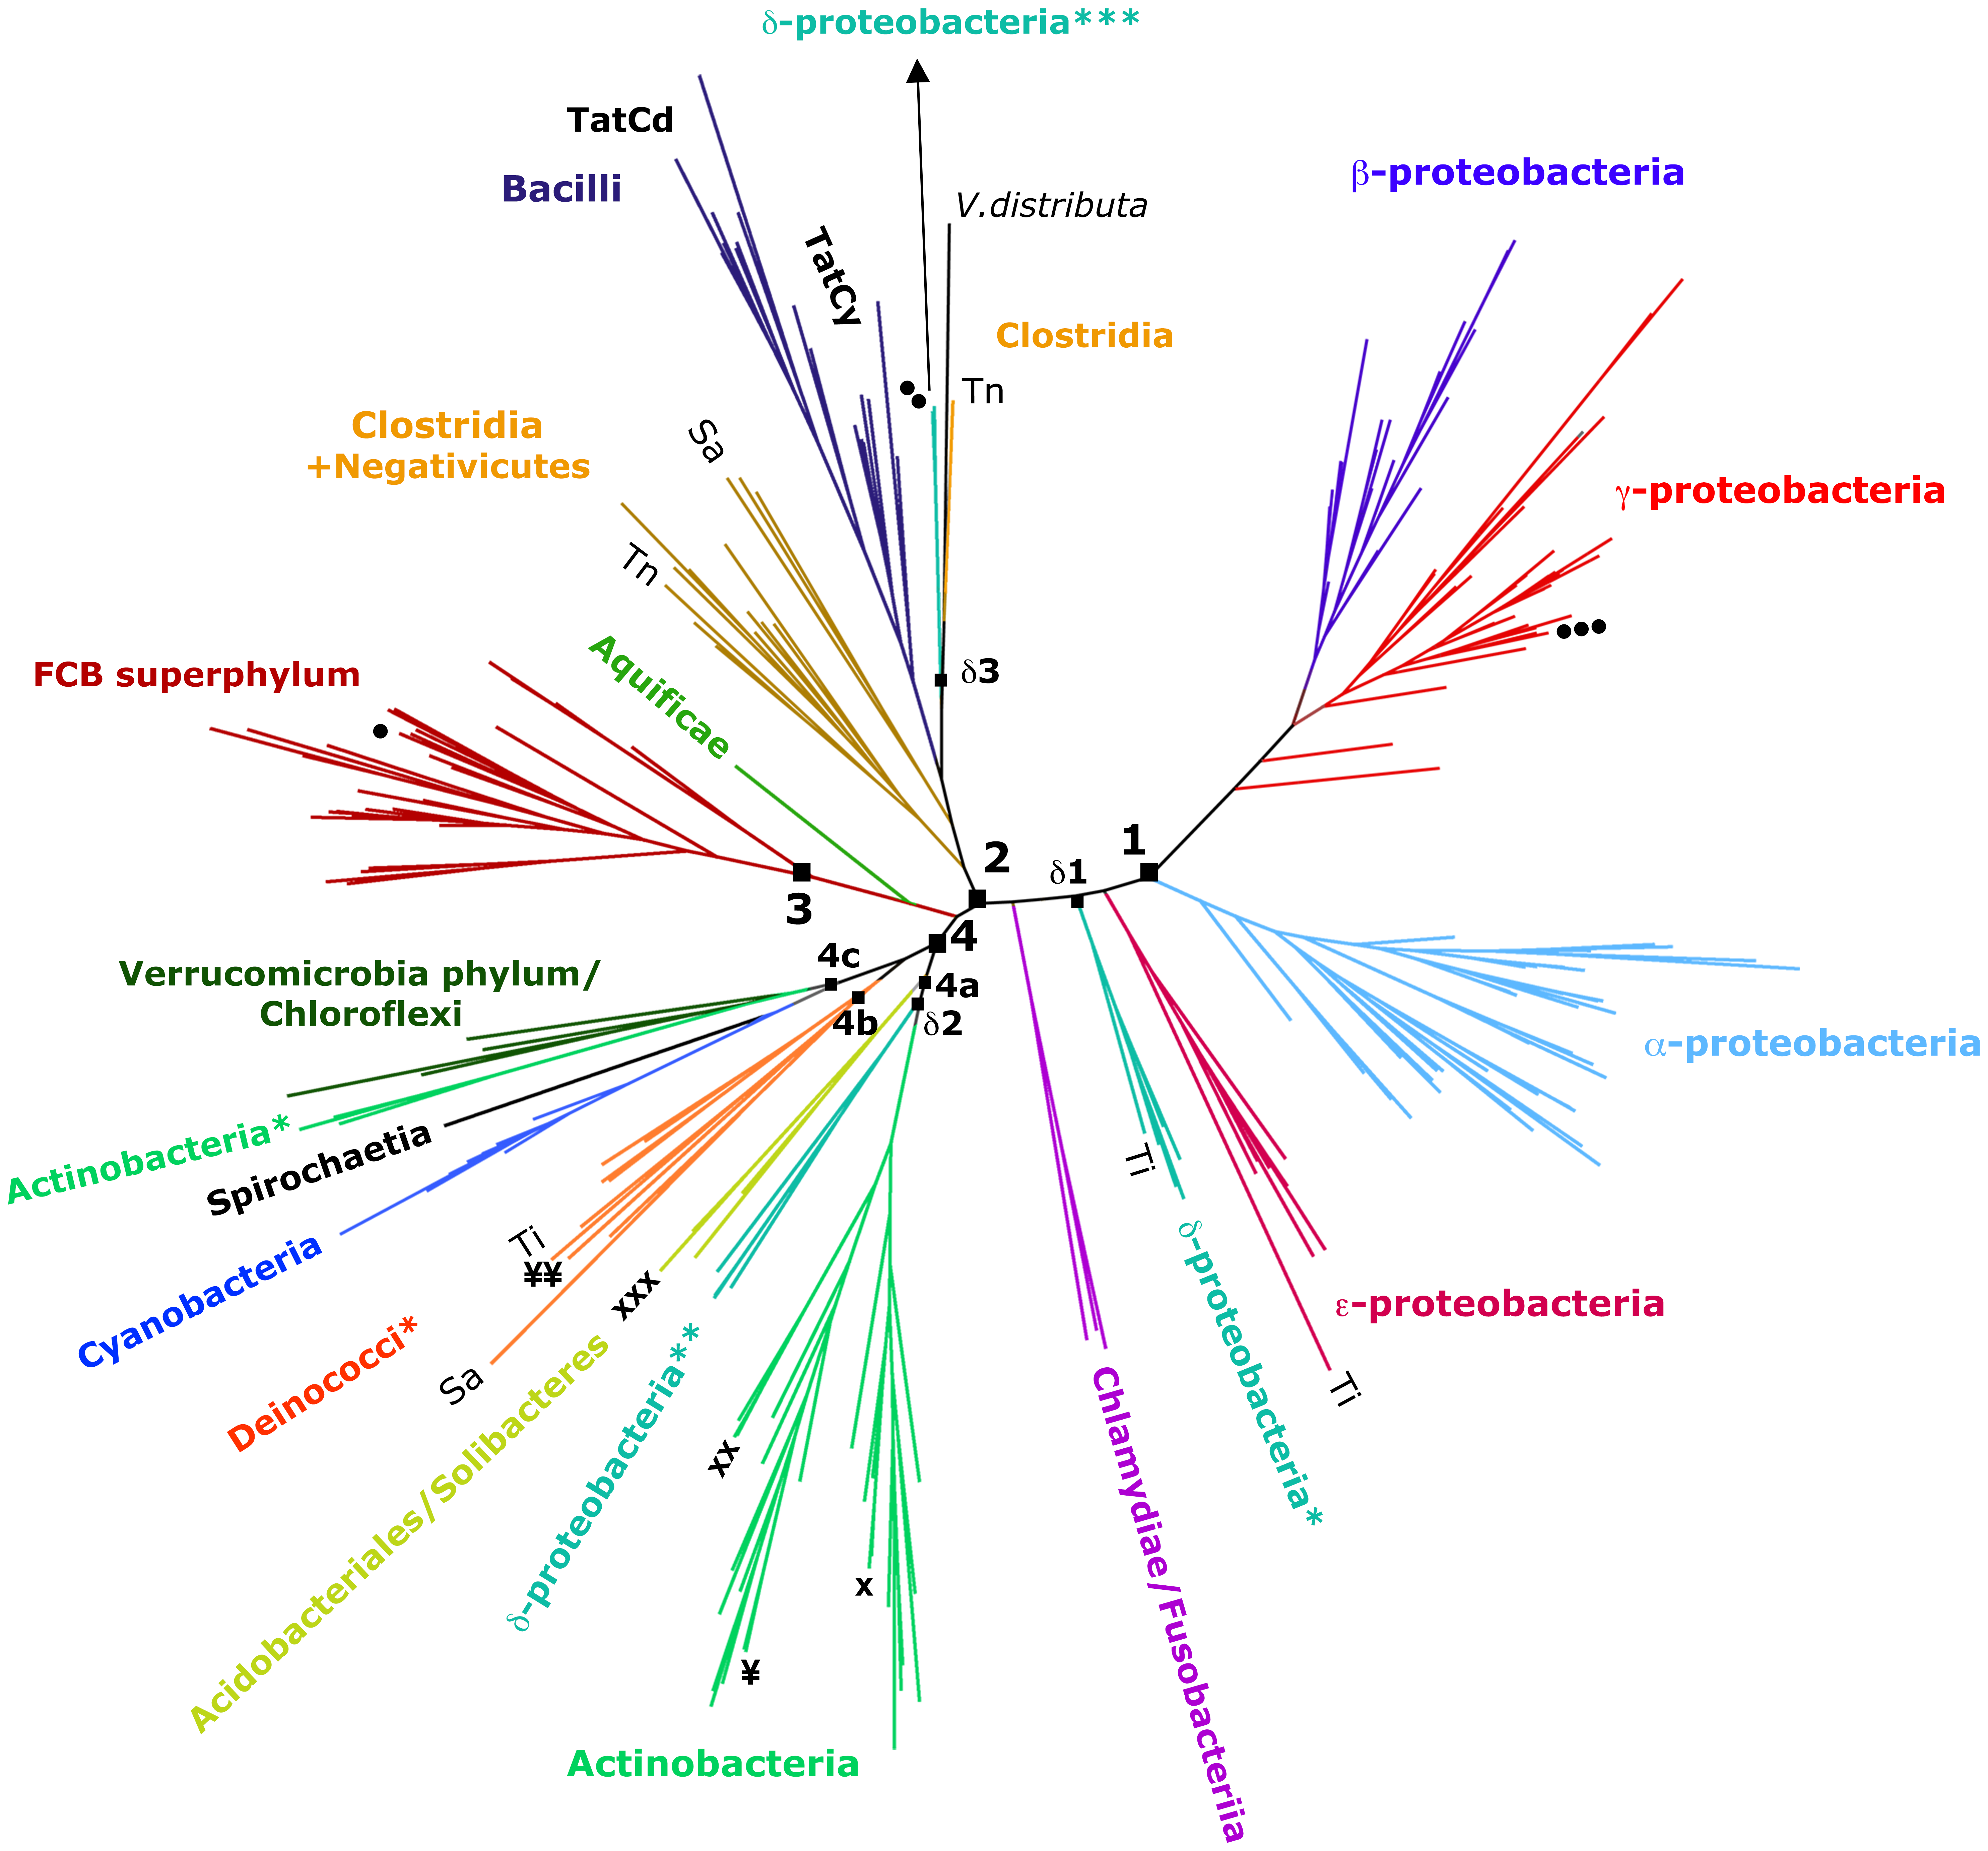 δ-proteobacteria***
TatCd
Bacilli
TatCy
V.distributa
Clostridia
Tn
β-proteobacteria
γ-proteobacteria
Clostridia
+Negativicutes
Sa
Tn
Aquificae
FCB superphylum
δ3
1
2
δ1
3
4
4c
4a
4b
δ2
Verrucomicrobia phylum/
Chloroflexi
Actinobacteria*
Spirochaetia
Cyanobacteria
Deinococci*
Ti
¥¥
Sa
xxx
Acidobacteriales/Solibacteres
δ-proteobacteria**
xx
x
¥
Actinobacteria
α-proteobacteria
Ti
δ-proteobacteria*
ε-proteobacteria
Ti
Chlamydiae/Fusobacteriia